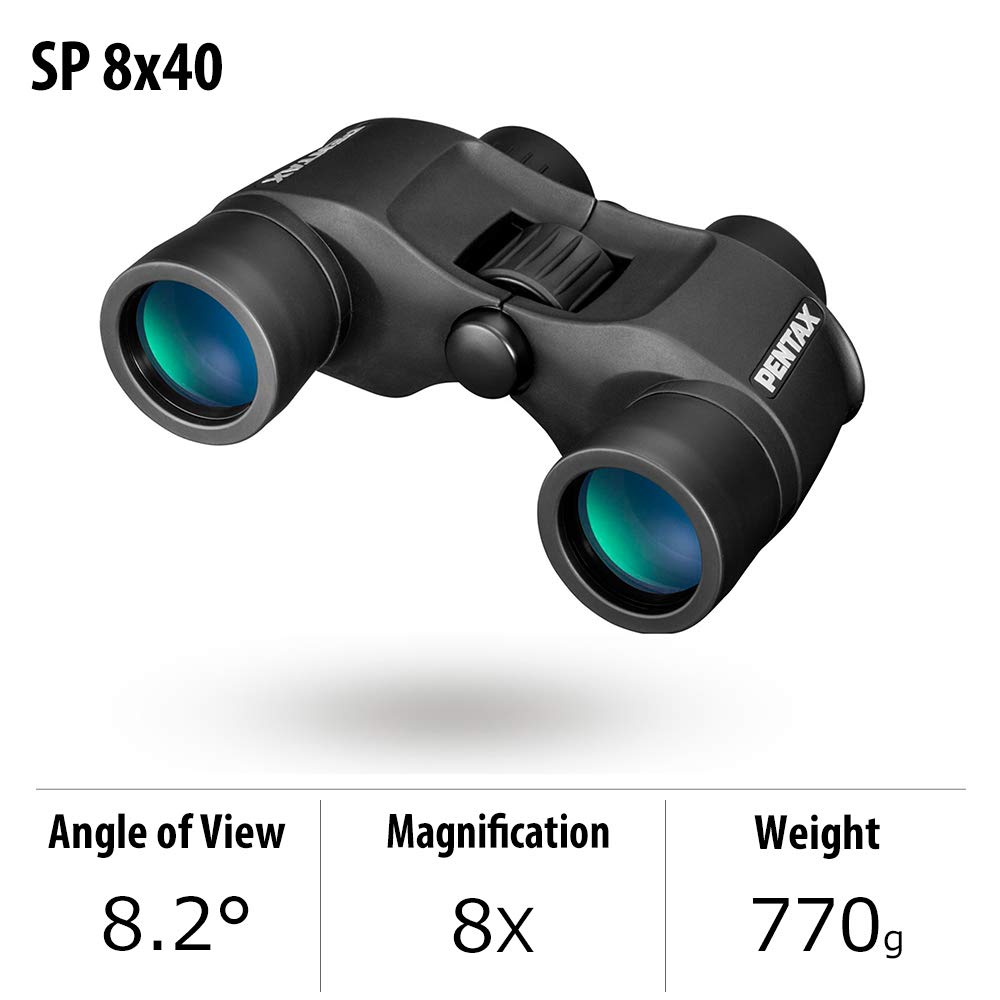 SP 8x40
PENTAX
PENTAX
Angle of View
Magnification
Weight
8.2°
8x
770g